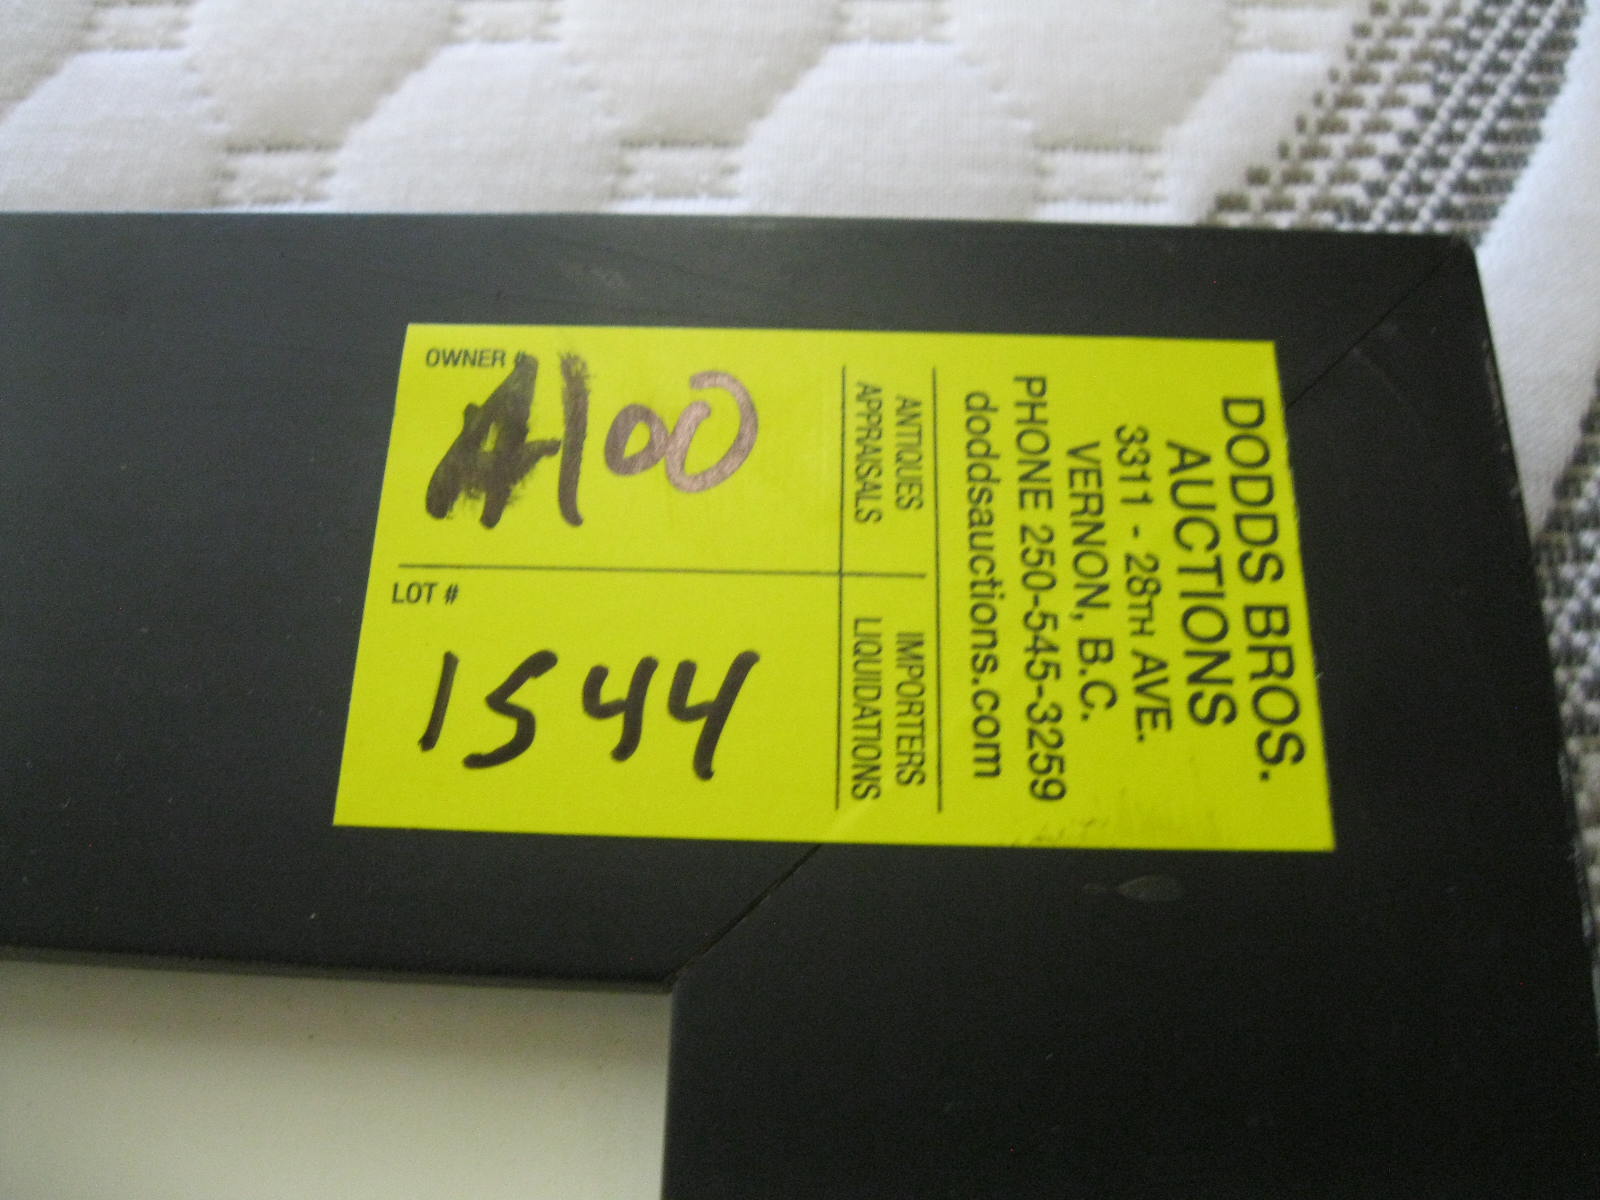 DODDS BROS.
AUCTIONS
3311 - 28TH AVE.
VERNON, B.C.
PHONE 250-545-3259
doddsauctions.com
ANTIQUES
APPRAISALS
IMPORTERS
LIQUIDATIONS
OWNER #
A100
LOT #
1544